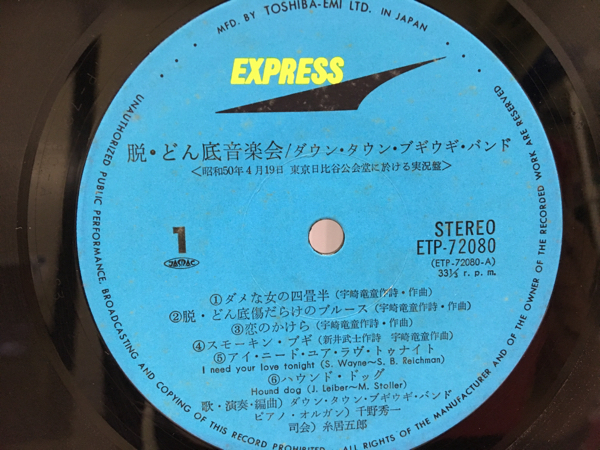 MFD. BY TOSHIBA-EMI LTD. IN JAPAN
EXPRESS
脱・どん底音楽会/ダウン・タウン・ブギウギ・バンド
<昭和50年4月19日 東京日比谷公会堂に於ける実況盤>
1
STEREO
ETP-72080
(ETP-72080-A)
33⅓ r. p. m.
①ダメな女の四畳半(宇崎竜童作詩・作曲)
②脱・どん底傷だらけのブルース(宇崎竜童作詩・作曲)
③恋のかけら(宇崎竜童作詩・作曲)
④スモーキン・ブギ(新井武士作詩 宇崎竜童作曲)
⑤アイ・ニード・ユア・ラヴ・トゥナイト
I need your love tonight (S. Wayne~S. B. Reichman)
⑥ハウンド・ドッグ
Hound dog (J. Leiber~M. Stoller)
歌・演奏・編曲)ダウン・タウン・ブギウギ・バンド
ピアノ・オルガン)千野秀一
司会)糸居五郎
UNAUTHORIZED PUBLIC PERFORMANCE, BROADCASTING AND COPYING OF THIS RECORD PROHIBITED. ALL RIGHTS OF THE MANUFACTURER AND OF THE OWNER OF THE RECORDED WORK ARE RESERVED